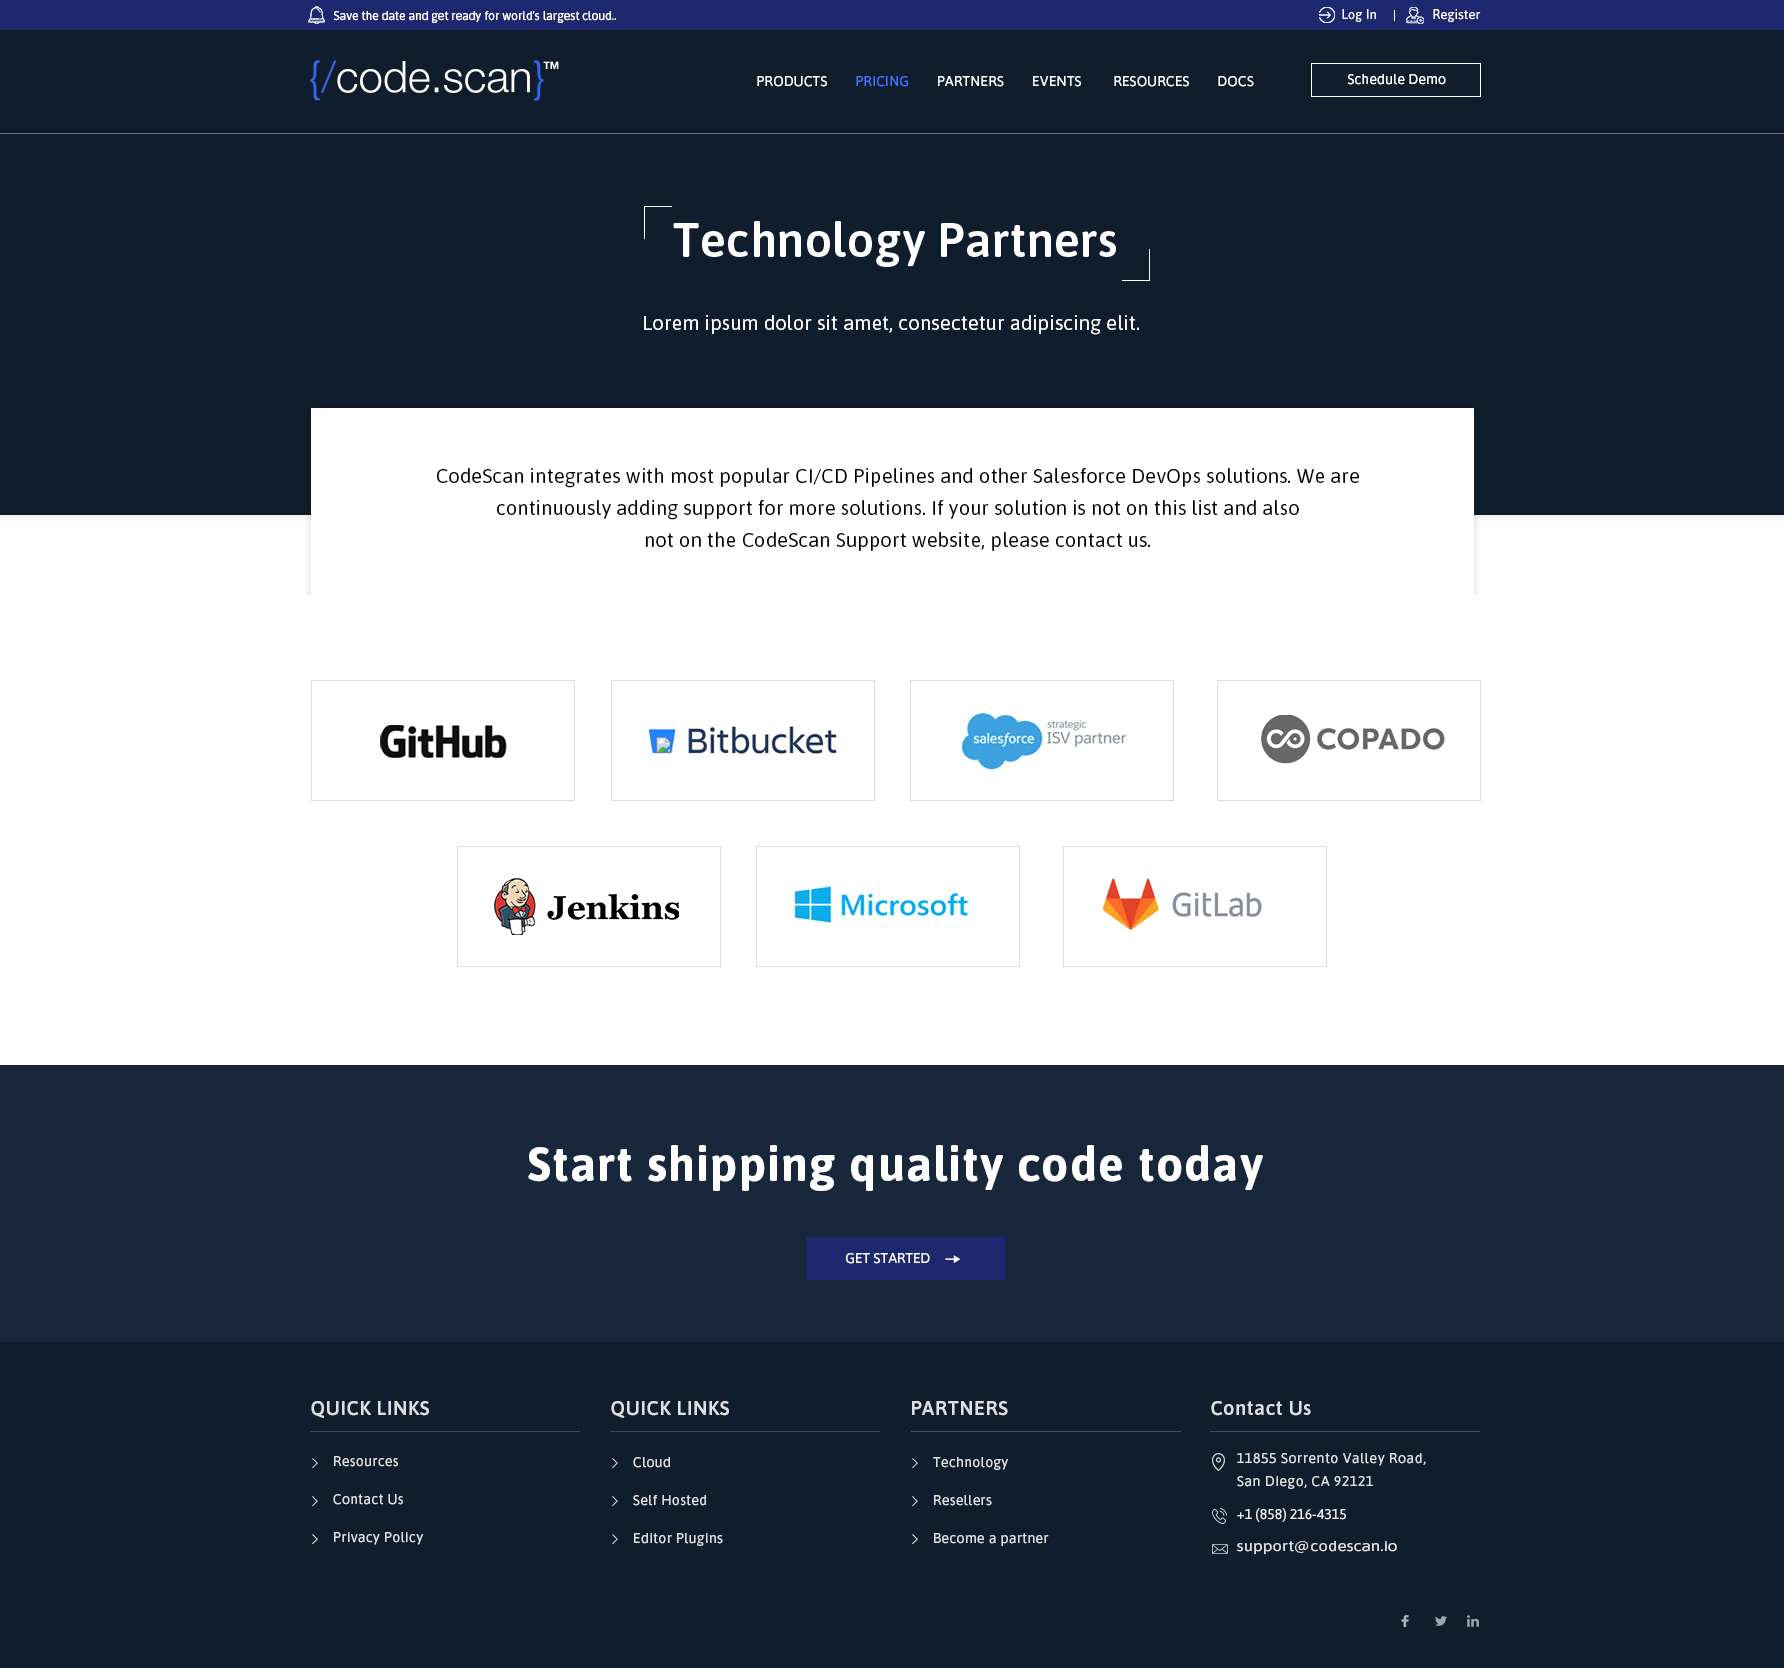 Save the date and get ready for world's largest cloud..
Log In | Register
{/code.scan}™
PRODUCTS PRICING PARTNERS EVENTS RESOURCES DOCS Schedule Demo
Technology Partners
Lorem ipsum dolor sit amet, consectetur adipiscing elit.
CodeScan integrates with most popular CI/CD Pipelines and other Salesforce DevOps solutions. We are
continuously adding support for more solutions. If your solution is not on this list and also
not on the CodeScan Support website, please contact us.
GitHub
Bitbucket
salesforce
strategic
ISV partner
COPADO
Jenkins
Microsoft
GitLab
Start shipping quality code today
GET STARTED
QUICK LINKS
Resources
Contact Us
Privacy Policy
QUICK LINKS
Cloud
Self Hosted
Editor Plugins
PARTNERS
Technology
Resellers
Become a partner
Contact Us
11855 Sorrento Valley Road,
San Diego, CA 92121
+1 (858) 216-4315
support@codescan.io